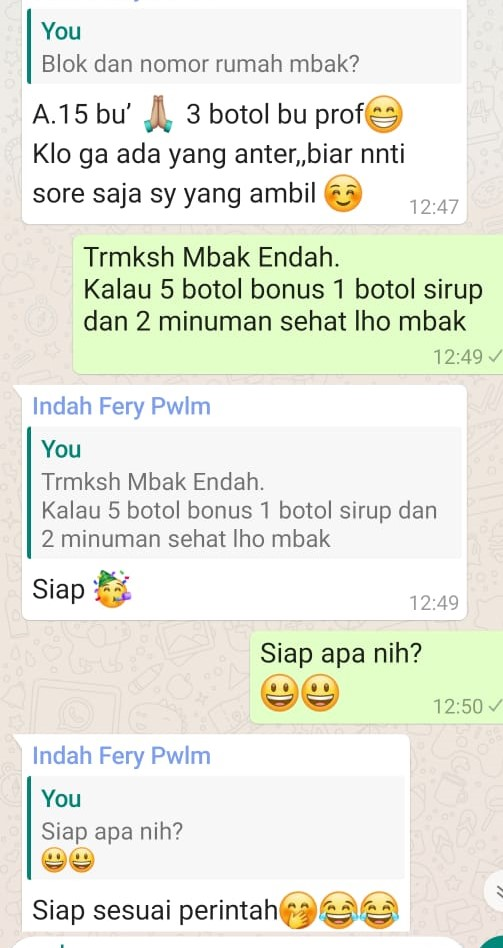 You
Blok dan nomor rumah mbak?
A.15 bu' 🙏 3 botol bu prof😁
Klo ga ada yang anter,,biar nnti
sore saja sy yang ambil ☺️
12:47
Trmksh Mbak Endah.
Kalau 5 botol bonus 1 botol sirup
dan 2 minuman sehat lho mbak
12:49
Indah Fery Pwlm
You
Trmksh Mbak Endah.
Kalau 5 botol bonus 1 botol sirup dan
2 minuman sehat lho mbak
Siap 🥳
12:49
Siap apa nih?
😃😃
12:50
Indah Fery Pwlm
You
Siap apa nih?
😃😃
Siap sesuai perintah🤭😂😂